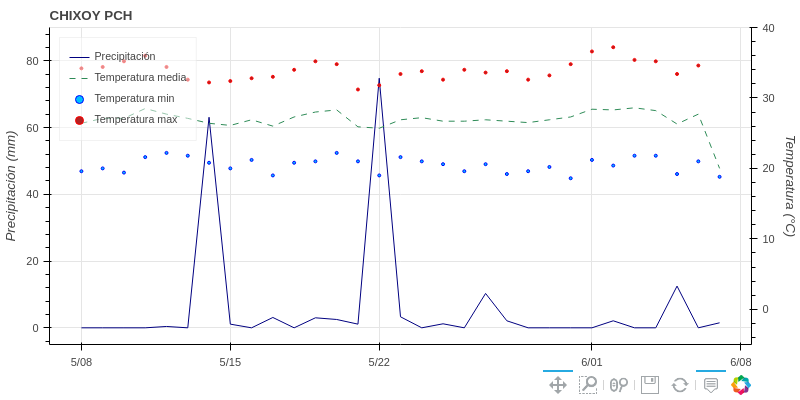 CHIXOY PCH
Precipitación
Temperatura media
Temperatura min
Temperatura max
Precipitación (mm)
80
60
40
20
0
Temperatura (°C)
40
30
20
10
0
5/08
5/15
5/22
6/01
6/08